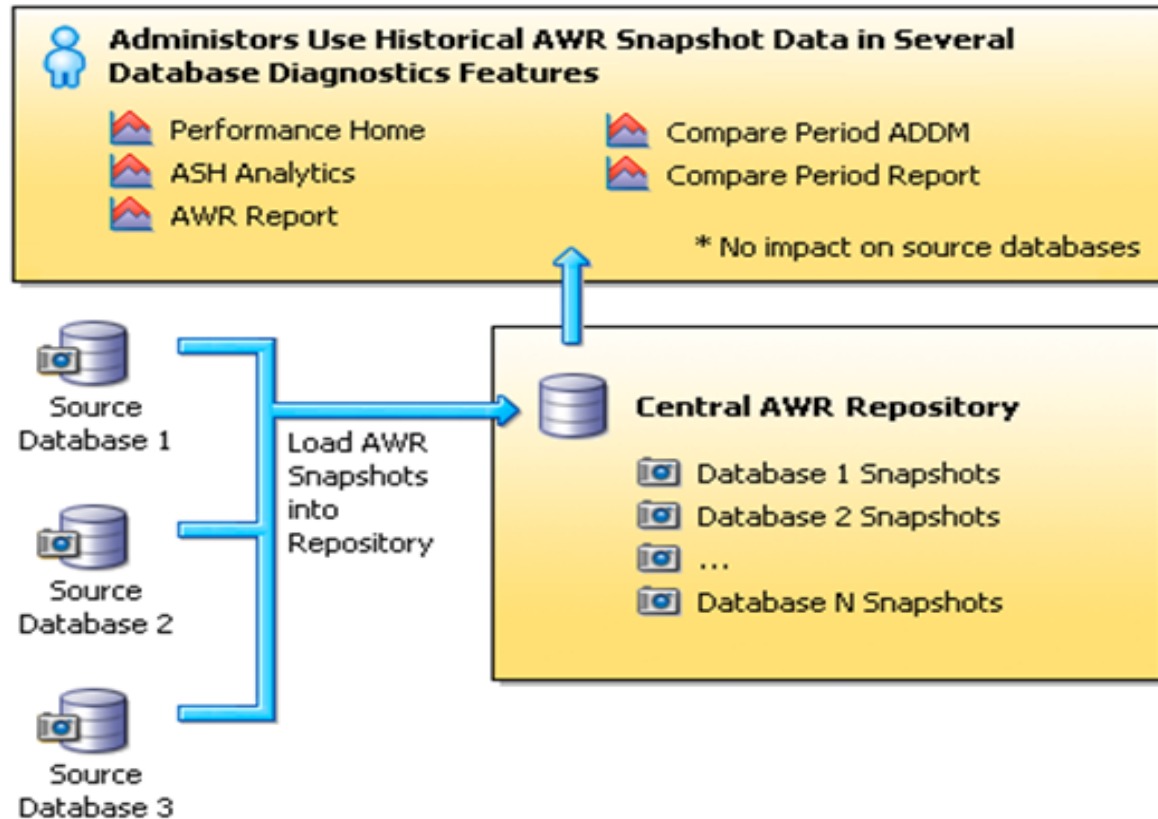 Administors Use Historical AWR Snapshot Data in Several
Database Diagnostics Features
Performance Home
ASH Analytics
AWR Report
Compare Period ADDM
Compare Period Report
* No impact on source databases
Source
Database 1
Source
Database 2
Source
Database 3
Load AWR
Snapshots
into
Repository
Central AWR Repository
Database 1 Snapshots
Database 2 Snapshots
...
Database N Snapshots